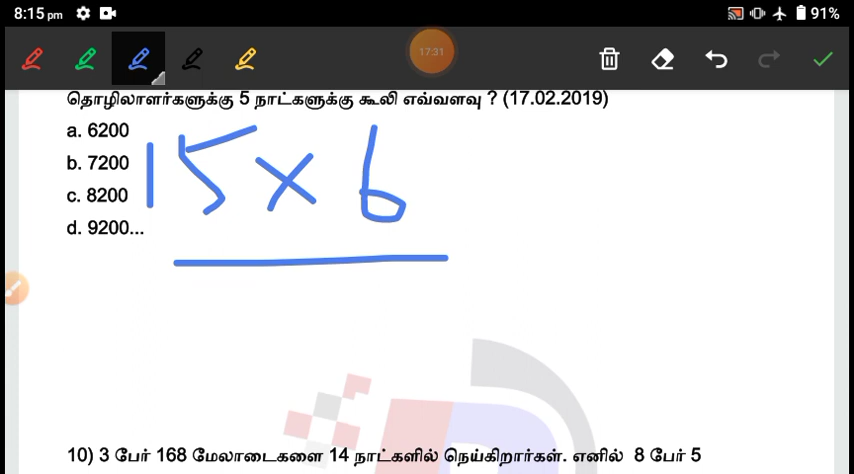 8:15 pm 91%
17:31
தொழிலாளர்களுக்கு 5 நாட்களுக்கு கூலி எவ்வளவு ? (17.02.2019)
a. 6200
b. 7200
c. 8200
d. 9200...
15 × 6
10) 3 பேர் 168 மேலாடைகளை 14 நாட்களில் நெய்கிறார்கள். எனில் 8 பேர் 5